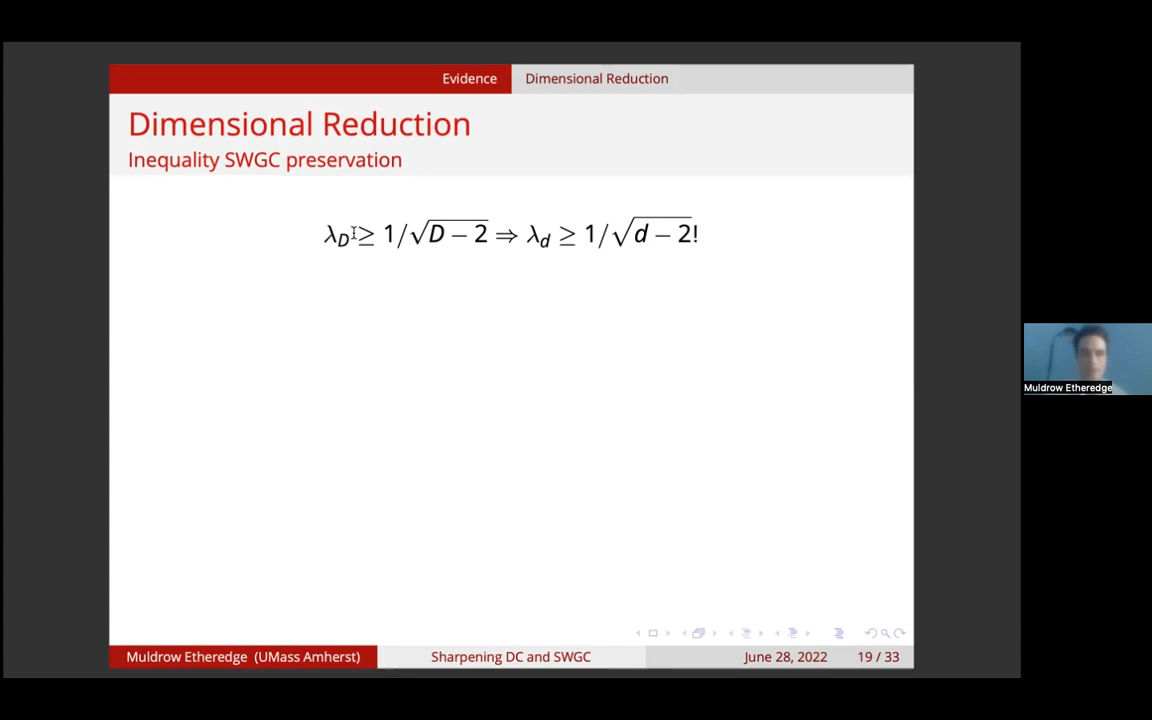 Evidence Dimensional Reduction
Dimensional Reduction
Inequality SWGC preservation
λ_D ≥ 1/√(D − 2) ⇒ λ_d ≥ 1/√(d − 2)!
Muldrow Etheredge
Muldrow Etheredge (UMass Amherst) Sharpening DC and SWGC June 28, 2022 19 / 33